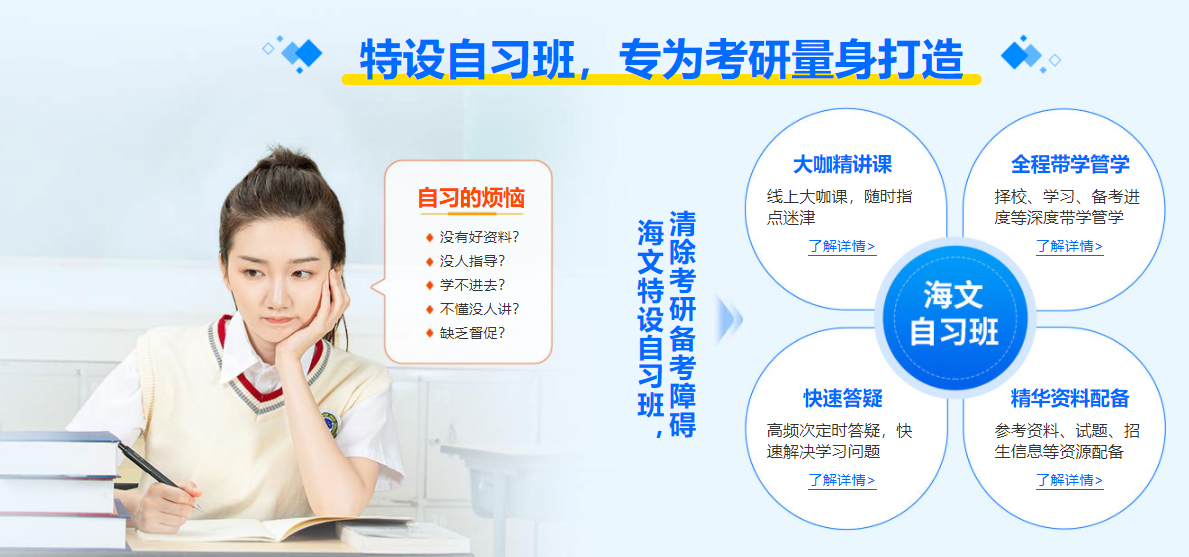 特设自习班，专为考研量身打造
自习的烦恼
没有好资料?
没人指导?
学不进去?
不懂没人讲?
缺乏督促?
海文特设自习班，
清除考研备考障碍
大咖精讲课
线上大咖课，随时指
点迷津
了解详情>
全程带学管学
择校、学习、备考进
度等深度带学管学
了解详情>
海文
自习班
快速答疑
高频次定时答疑，快
速解决学习问题
了解详情>
精华资料配备
参考资料、试题、招
生信息等资源配备
了解详情>